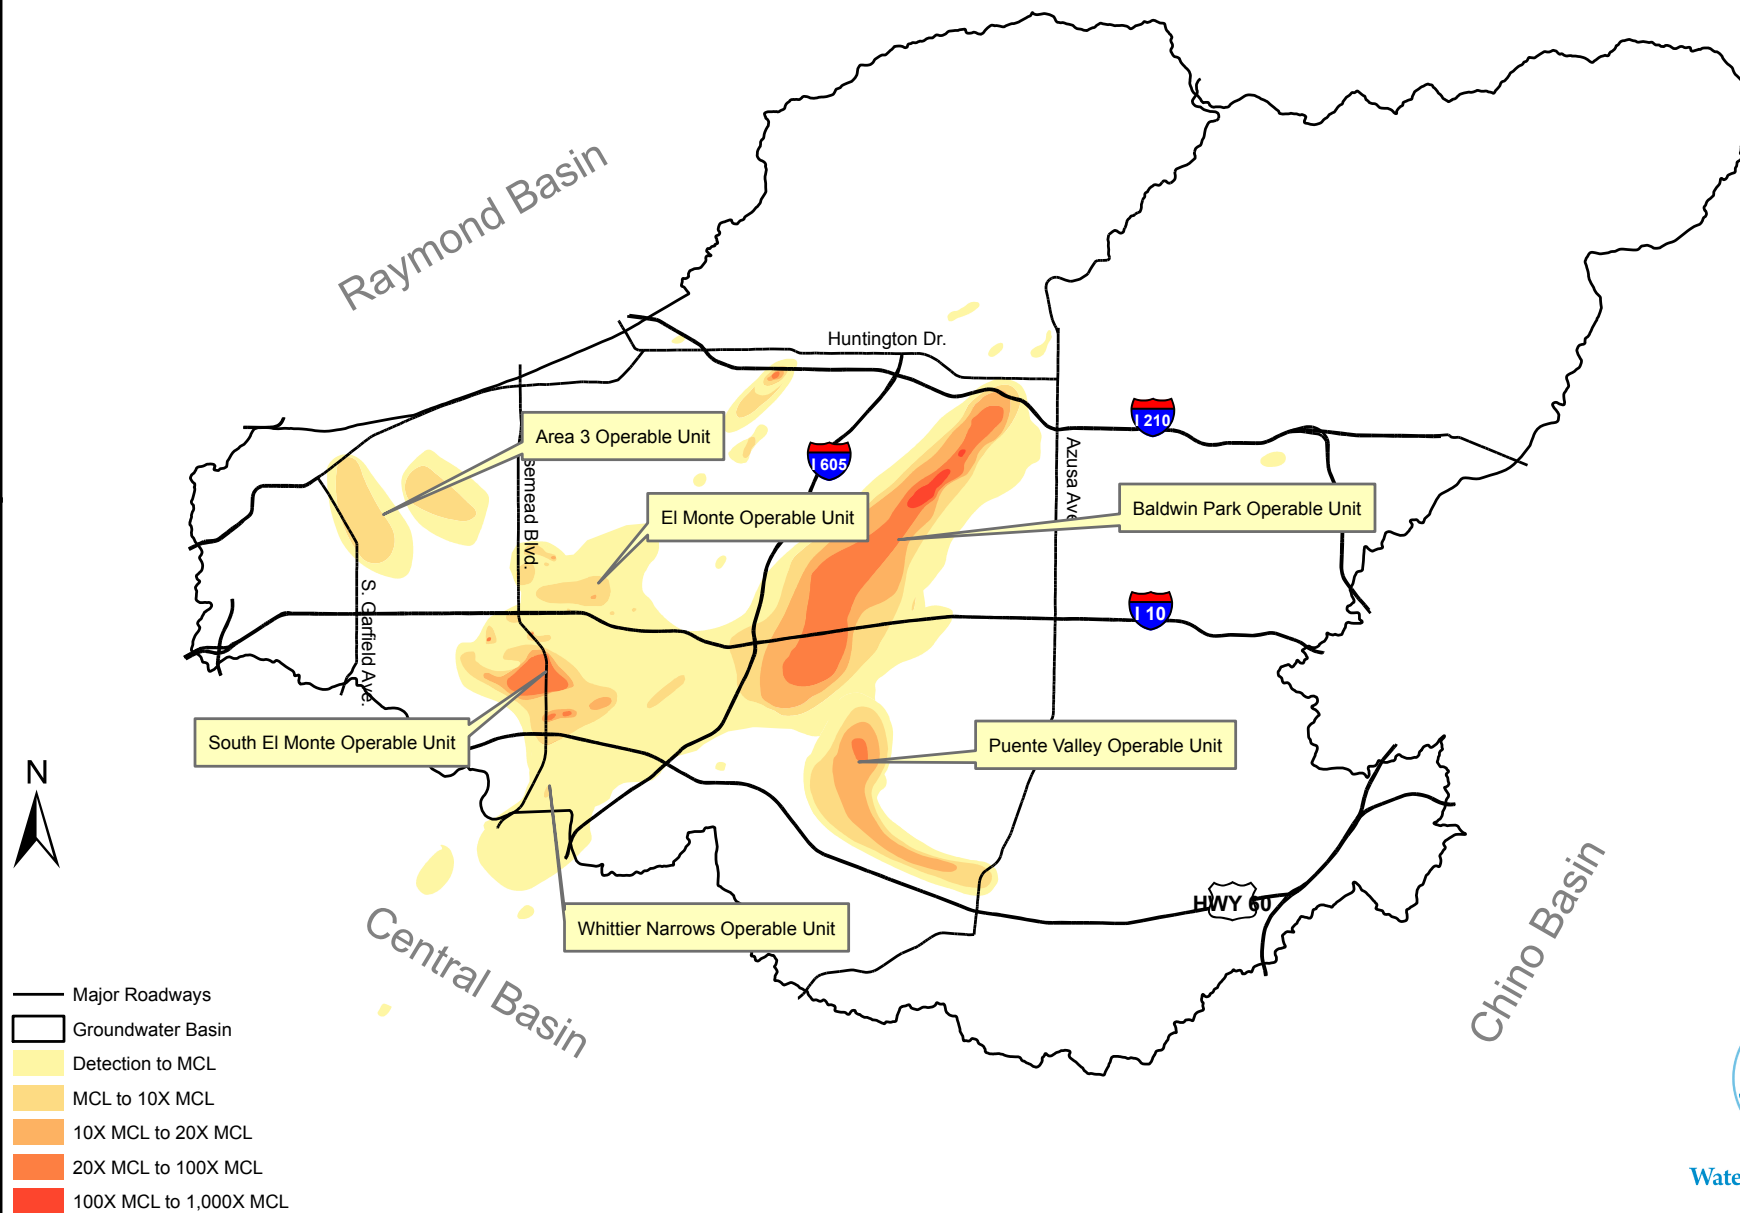 Raymond Basin
Huntington Dr.
I 210
Area 3 Operable Unit
I 605
Azusa Ave
semead Blvd.
El Monte Operable Unit
Baldwin Park Operable Unit
S. Garfield Ave.
I 10
South El Monte Operable Unit
Puente Valley Operable Unit
N
HWY 60
Whittier Narrows Operable Unit
Central Basin
Chino Basin
Major Roadways
Groundwater Basin
Detection to MCL
MCL to 10X MCL
10X MCL to 20X MCL
20X MCL to 100X MCL
100X MCL to 1,000X MCL
Wate